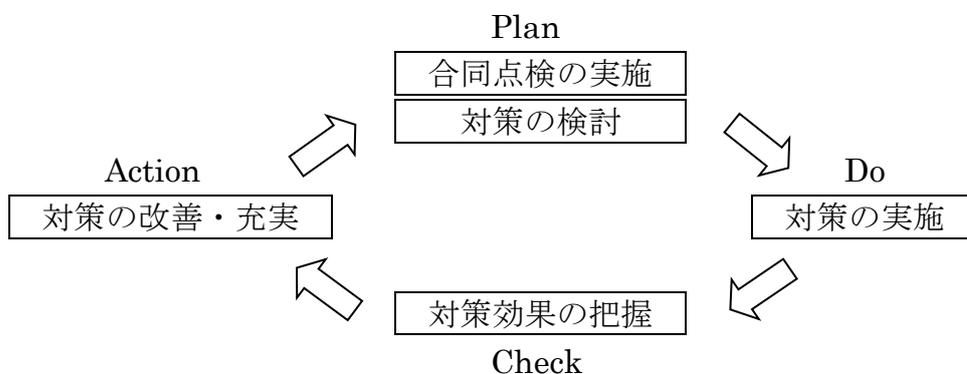 Plan
合同点検の実施
対策の検討
Action
対策の改善・充実
Do
対策の実施
対策効果の把握
Check